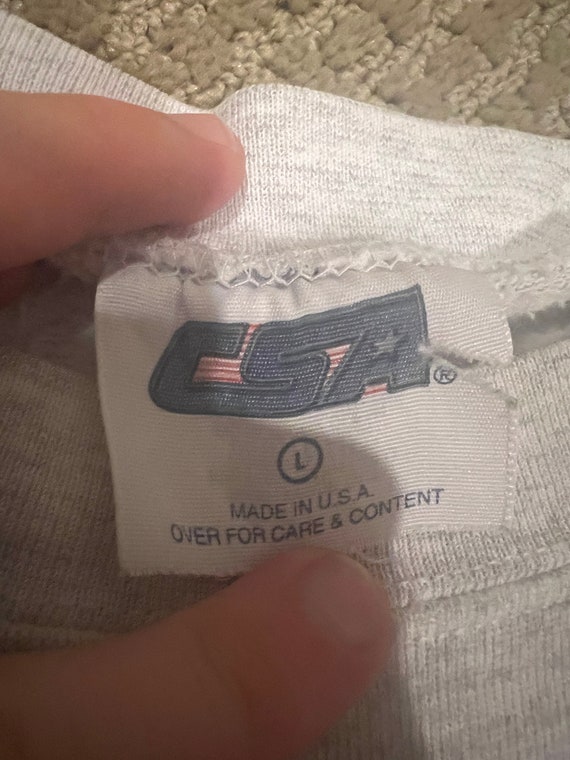 CSA®
L
MADE IN U.S.A.
OVER FOR CARE & CONTENT